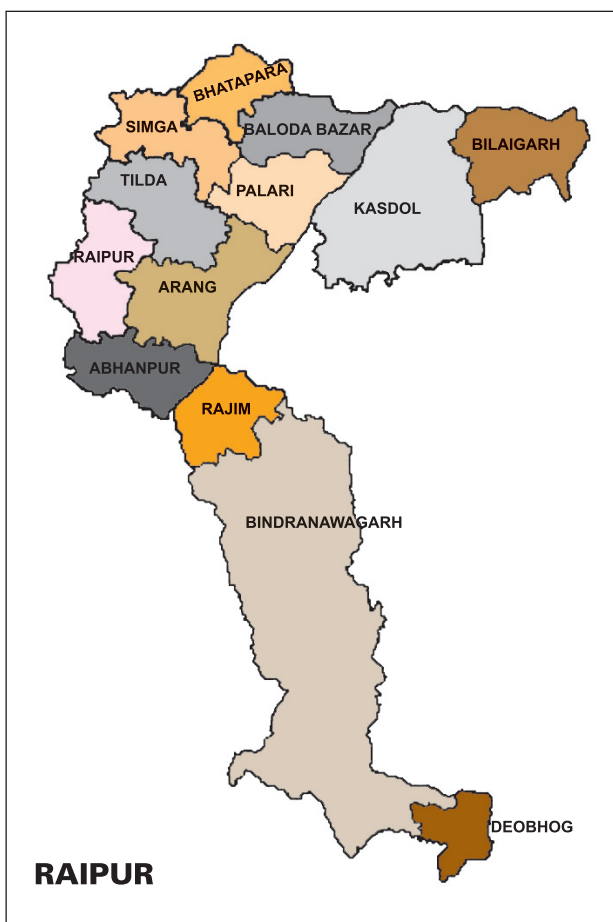 BHATAPARA
SIMGA
BALODA BAZAR
BILAIGARH
TILDA
PALARI
KASDOL
RAIPUR
ARANG
ABHANPUR
RAJIM
BINDRANAWAGARH
DEOBHOG
RAIPUR